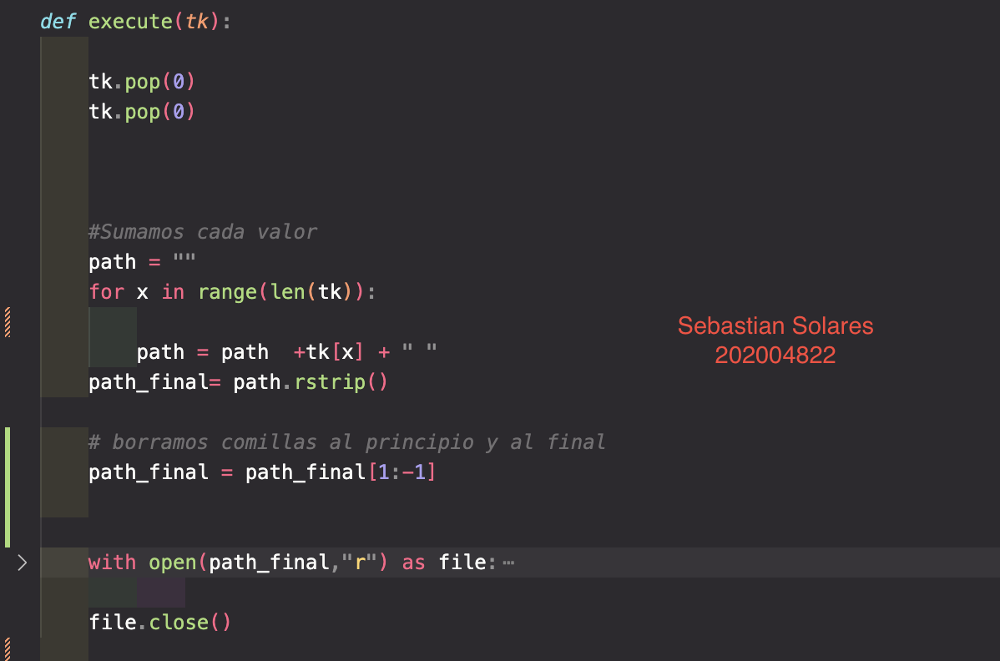 def execute(tk):
tk.pop(0)
tk.pop(0)
#Sumamos cada valor
path = ""
for x in range(len(tk)):
path = path  +tk[x] + " "
path_final= path.rstrip()
Sebastian Solares
202004822
# borramos comillas al principio y al final
path_final = path_final[1:-1]
with open(path_final,"r") as file:⋯
file.close()